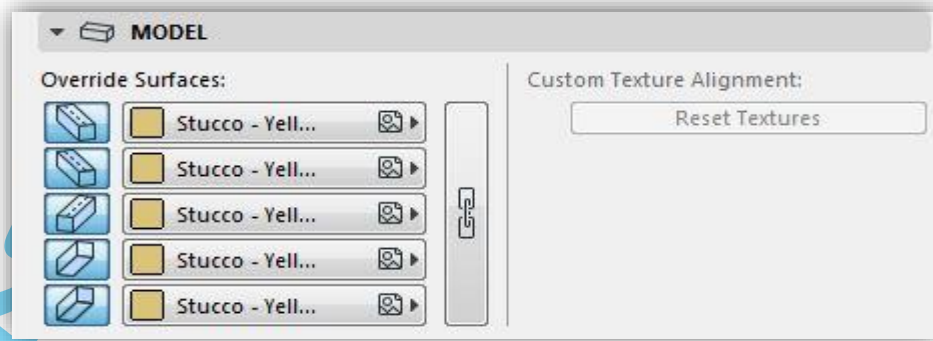 MODEL
Override Surfaces:
Custom Texture Alignment:
Stucco - Yell...
Reset Textures
Stucco - Yell...
Stucco - Yell...
Stucco - Yell...
Stucco - Yell...